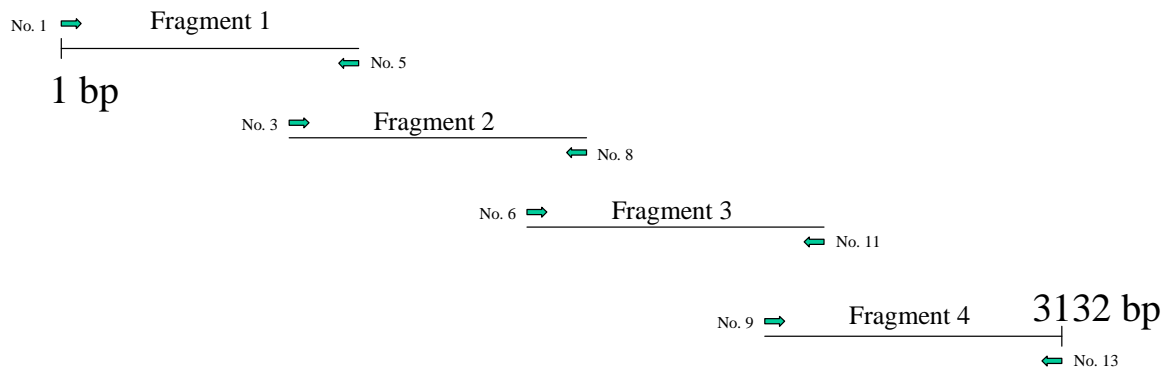 No. 1
Fragment 1
No. 5
1 bp
No. 3
Fragment 2
No. 8
No. 6
Fragment 3
No. 11
3132 bp
No. 9
Fragment 4
No. 13